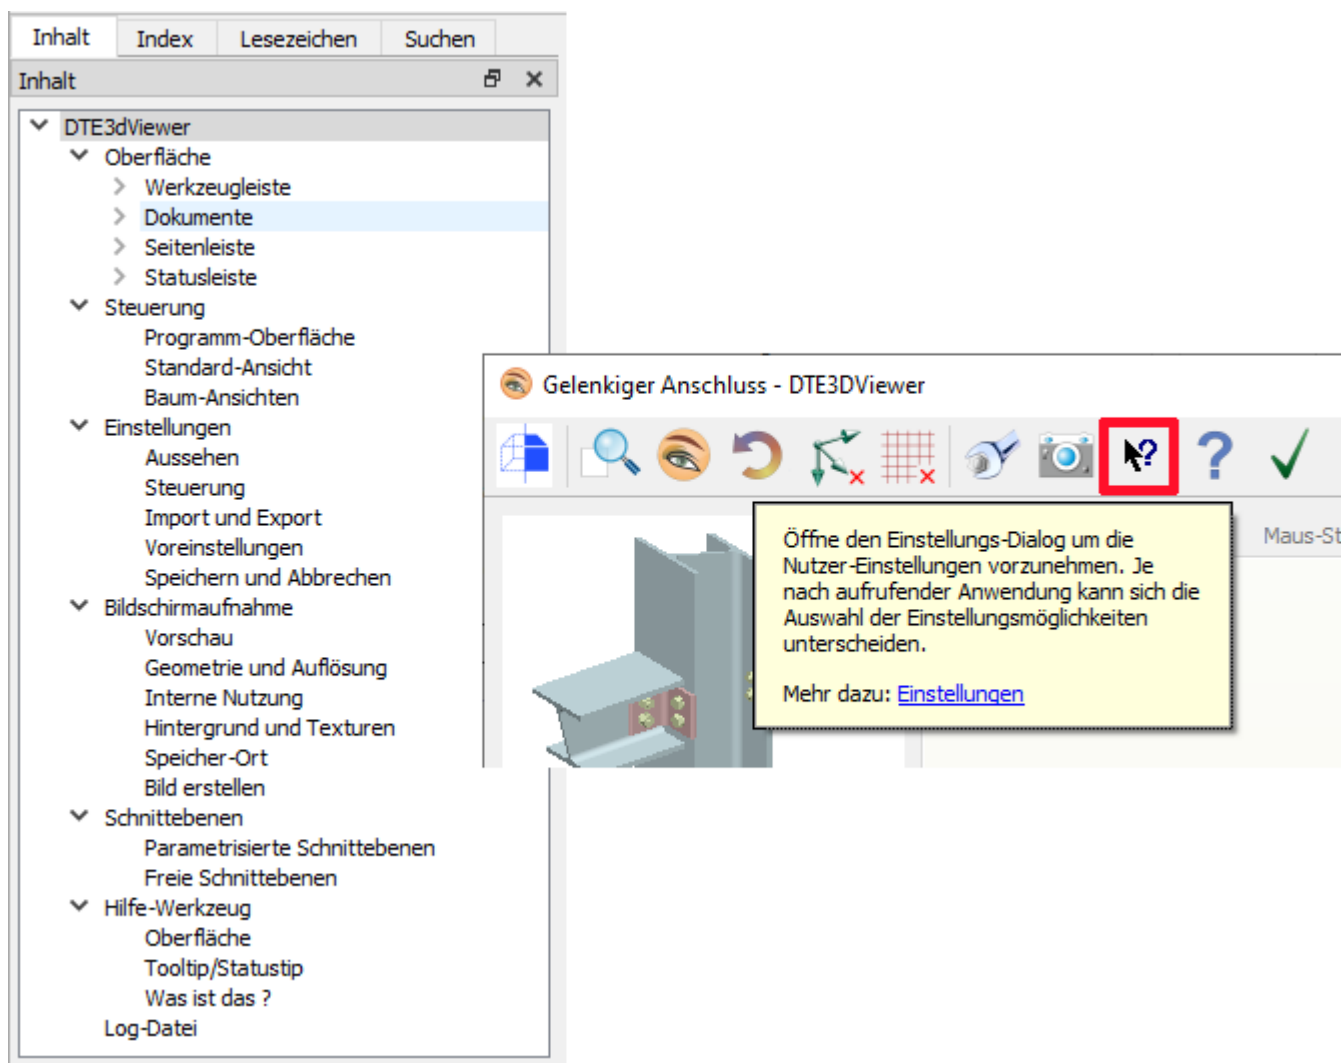 Inhalt Index Lesezeichen Suchen
Inhalt
DTE3dViewer
Oberfläche
Werkzeugleiste
Dokumente
Seitenleiste
Statusleiste
Steuerung
Programm-Oberfläche
Standard-Ansicht
Baum-Ansichten
Einstellungen
Aussehen
Steuerung
Import und Export
Voreinstellungen
Speichern und Abbrechen
Bildschirmaufnahme
Vorschau
Geometrie und Auflösung
Interne Nutzung
Hintergrund und Texturen
Speicher-Ort
Bild erstellen
Schnittebenen
Parametrisierte Schnittebenen
Freie Schnittebenen
Hilfe-Werkzeug
Oberfläche
Tooltip/Statustip
Was ist das ?
Log-Datei
Gelenkiger Anschluss - DTE3DViewer
Öffne den Einstellungs-Dialog um die
Nutzer-Einstellungen vorzunehmen. Je
nach aufrufender Anwendung kann sich die
Auswahl der Einstellungsmöglichkeiten
unterscheiden.
Mehr dazu: Einstellungen
Maus-St